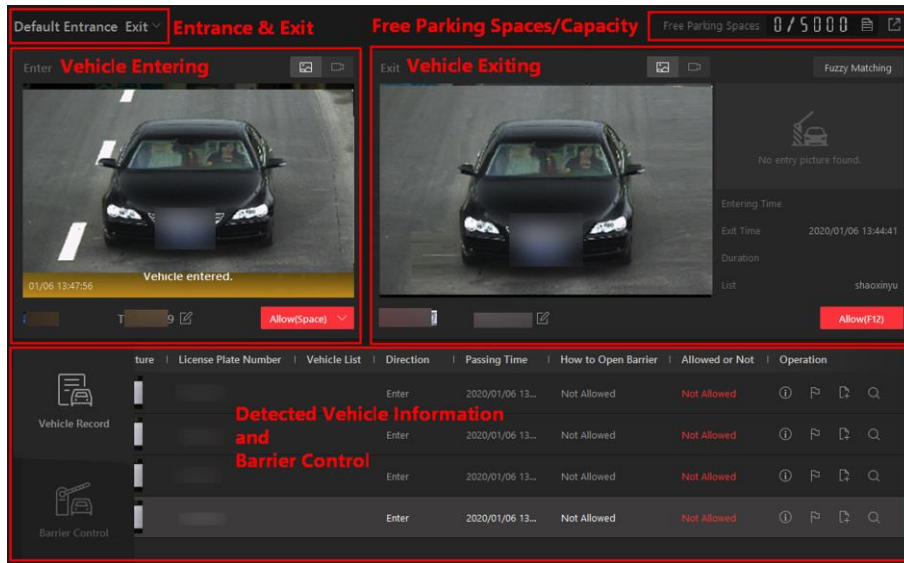 Default Entrance Exit
Entrance & Exit
Free Parking Spaces/Capacity
Free Parking Spaces 0/5000
Enter Vehicle Entering
Exit Vehicle Exiting
Fuzzy Matching
No entry picture found.
Entering Time
Exit Time 2020/01/06 13:44:41
Duration
List shaoxinyu
Vehicle entered.
01/06 13:47:56
Allow(Space)
Allow(F12)
ture License Plate Number Vehicle List Direction Passing Time How to Open Barrier Allowed or Not Operation
Vehicle Record
Barrier Control
Enter 2020/01/06 13... Not Allowed Not Allowed
Detected Vehicle Information
and
Barrier Control
Enter 2020/01/06 13... Not Allowed Not Allowed
Enter 2020/01/06 13... Not Allowed Not Allowed
Enter 2020/01/06 13... Not Allowed Not Allowed